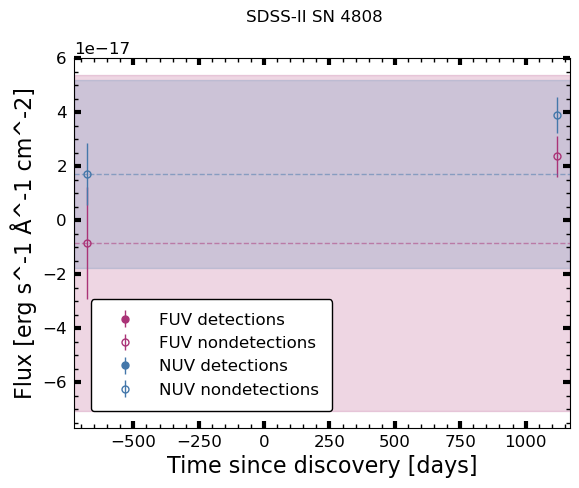 SDSS-II SN 4808
1e−17
6
4
2
0
−2
−4
−6
Flux [erg s^-1 Å^-1 cm^-2]
FUV detections
FUV nondetections
NUV detections
NUV nondetections
−500 −250 0 250 500 750 1000
Time since discovery [days]